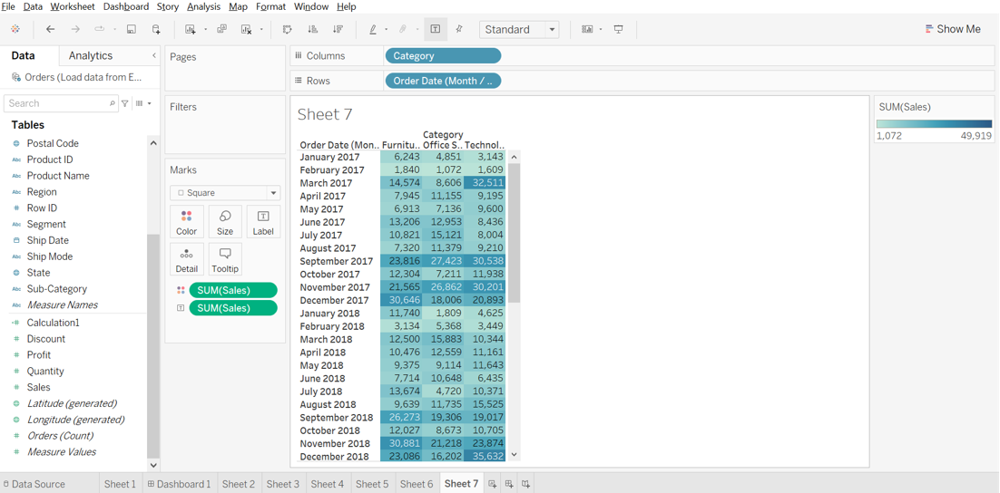 File Data Worksheet Dashboard Story Analysis Map Format Window Help
Standard
Show Me
Data Analytics
Orders (Load data from E...
Search
Tables
Postal Code
Abc Product ID
Abc Product Name
Abc Region
# Row ID
Abc Segment
Ship Date
Abc Ship Mode
State
Abc Sub-Category
Abc Measure Names
=# Calculation1
# Discount
# Profit
# Quantity
# Sales
Latitude (generated)
Longitude (generated)
# Orders (Count)
# Measure Values
Pages
Filters
Marks
Square
Color Size Label
Detail Tooltip
SUM(Sales)
SUM(Sales)
Columns Category
Rows Order Date (Month / ..
Sheet 7
Category
Order Date (Mon.. Furnitu.. Office S.. Technol..
January 2017 6,243 4,851 3,143
February 2017 1,840 1,072 1,609
March 2017 14,574 8,606 32,511
April 2017 7,945 11,155 9,195
May 2017 6,913 7,136 9,600
June 2017 13,206 12,953 8,436
July 2017 10,821 15,121 8,004
August 2017 7,320 11,379 9,210
September 2017 23,816 27,423 30,538
October 2017 12,304 7,211 11,938
November 2017 21,565 26,862 30,201
December 2017 30,646 18,006 20,893
January 2018 11,740 1,809 4,625
February 2018 3,134 5,368 3,449
March 2018 12,500 15,883 10,344
April 2018 10,476 12,559 11,161
May 2018 9,375 9,114 11,643
June 2018 7,714 10,648 6,435
July 2018 13,674 4,720 10,371
August 2018 9,639 11,735 15,525
September 2018 26,273 19,306 19,017
October 2018 12,027 8,673 10,705
November 2018 30,881 21,218 23,874
December 2018 23,086 16,202 35,632
SUM(Sales)
1,072 49,919
Data Source Sheet 1 Dashboard 1 Sheet 2 Sheet 3 Sheet 4 Sheet 5 Sheet 6 Sheet 7